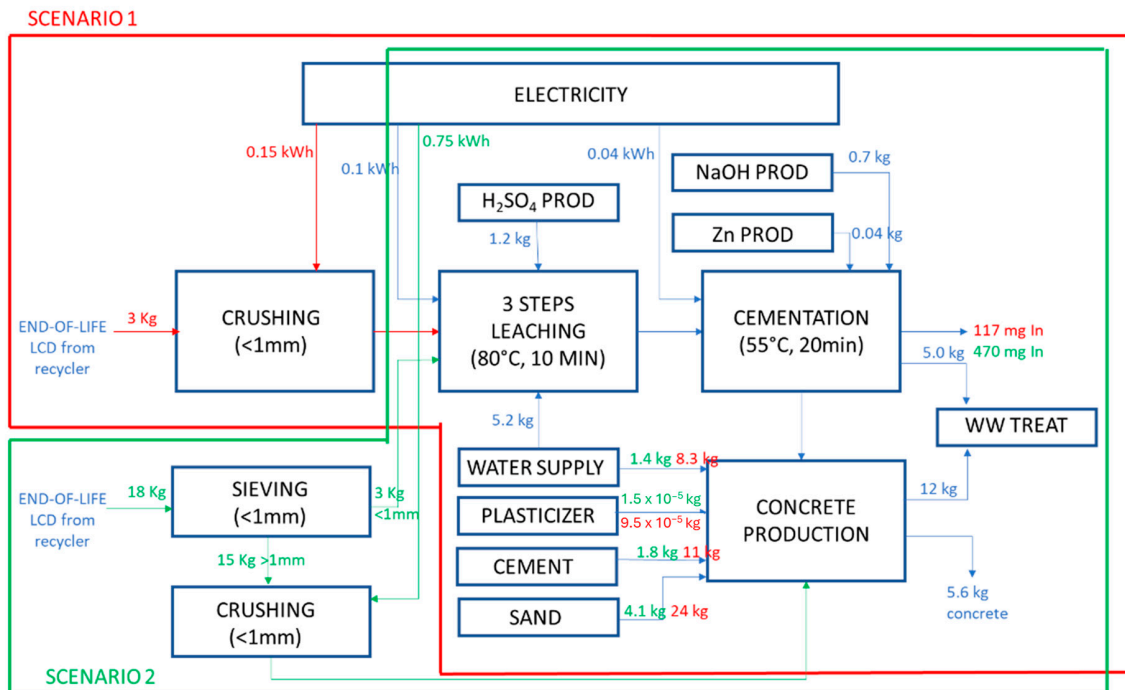 SCENARIO 1
ELECTRICITY
0.15 kWh
0.1 kWh
0.75 kWh
0.04 kWh
0.7 kg
NaOH PROD
H₂SO₄ PROD
Zn PROD
0.04 kg
1.2 kg
3 Kg
END-OF-LIFE
LCD from
recycler
CRUSHING
(<1mm)
3 STEPS
LEACHING
(80°C, 10 MIN)
CEMENTATION
(55°C, 20min)
117 mg In
470 mg In
5.0 kg
WW TREAT
5.2 kg
WATER SUPPLY
1.4 kg 8.3 kg
18 Kg
END-OF-LIFE
LCD from
recycler
SIEVING
(<1mm)
3 Kg
<1mm
PLASTICIZER
1.5 x 10⁻⁵ kg
9.5 x 10⁻⁵ kg
CONCRETE
PRODUCTION
12 kg
15 Kg >1mm
CEMENT
1.8 kg 11 kg
CRUSHING
(<1mm)
SAND
4.1 kg 24 kg
5.6 kg
concrete
SCENARIO 2